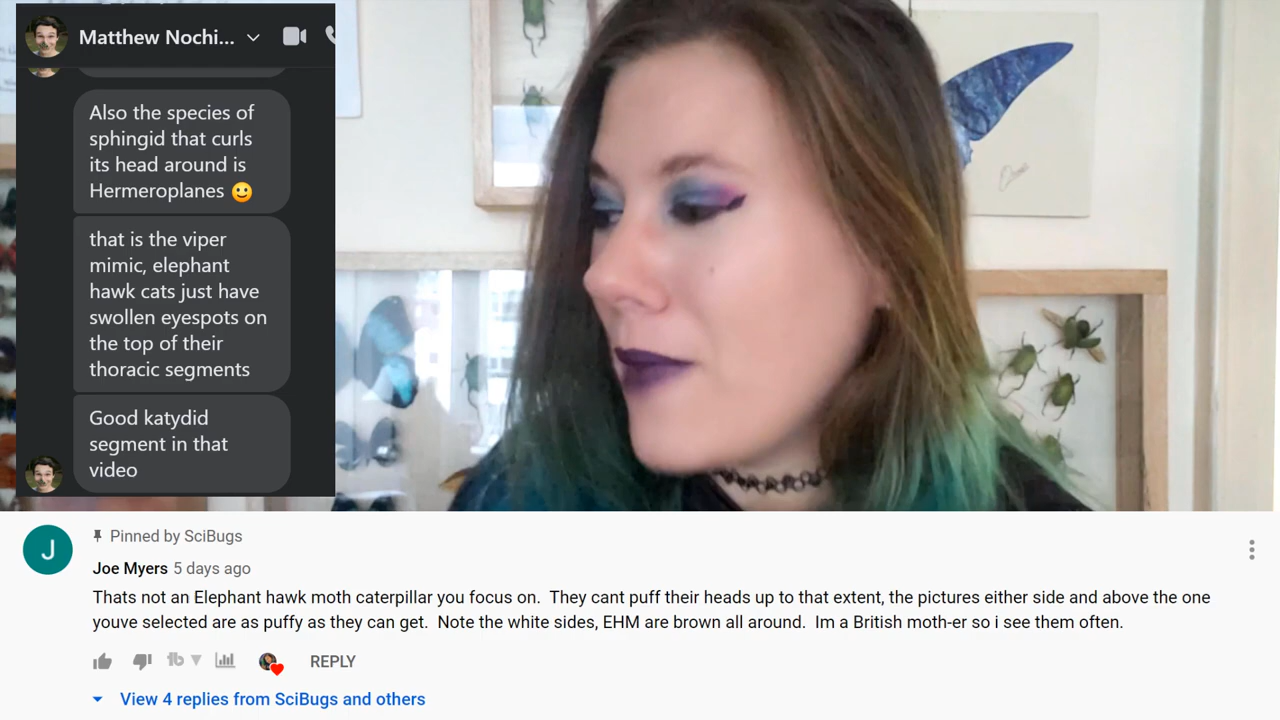 Matthew Nochi...
Also the species of
sphingid that curls
its head around is
Hermeroplanes 🙂
that is the viper
mimic, elephant
hawk cats just have
swollen eyespots on
the top of their
thoracic segments
Good katydid
segment in that
video
Pinned by SciBugs
J
Joe Myers 5 days ago
Thats not an Elephant hawk moth caterpillar you focus on. They cant puff their heads up to that extent, the pictures either side and above the one
youve selected are as puffy as they can get. Note the white sides, EHM are brown all around. Im a British moth-er so i see them often.
REPLY
View 4 replies from SciBugs and others